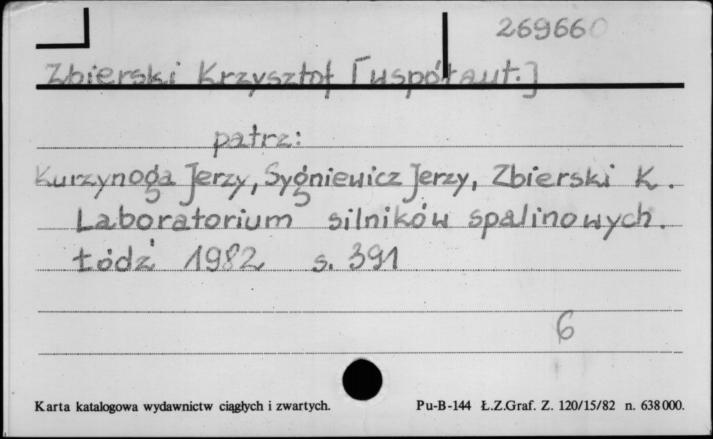 269660
Zbierski Krzysztof [współaut.]
patrz:
Kurzynoga Jerzy, Sygniewicz Jerzy, Zbierski K.
Laboratorium silników spalinowych.
Łódź 1982 s. 391
6
Karta katalogowa wydawnictw ciągłych i zwartych. Pu-B-144 Ł.Z.Graf. Z. 120/15/82 n. 638000.